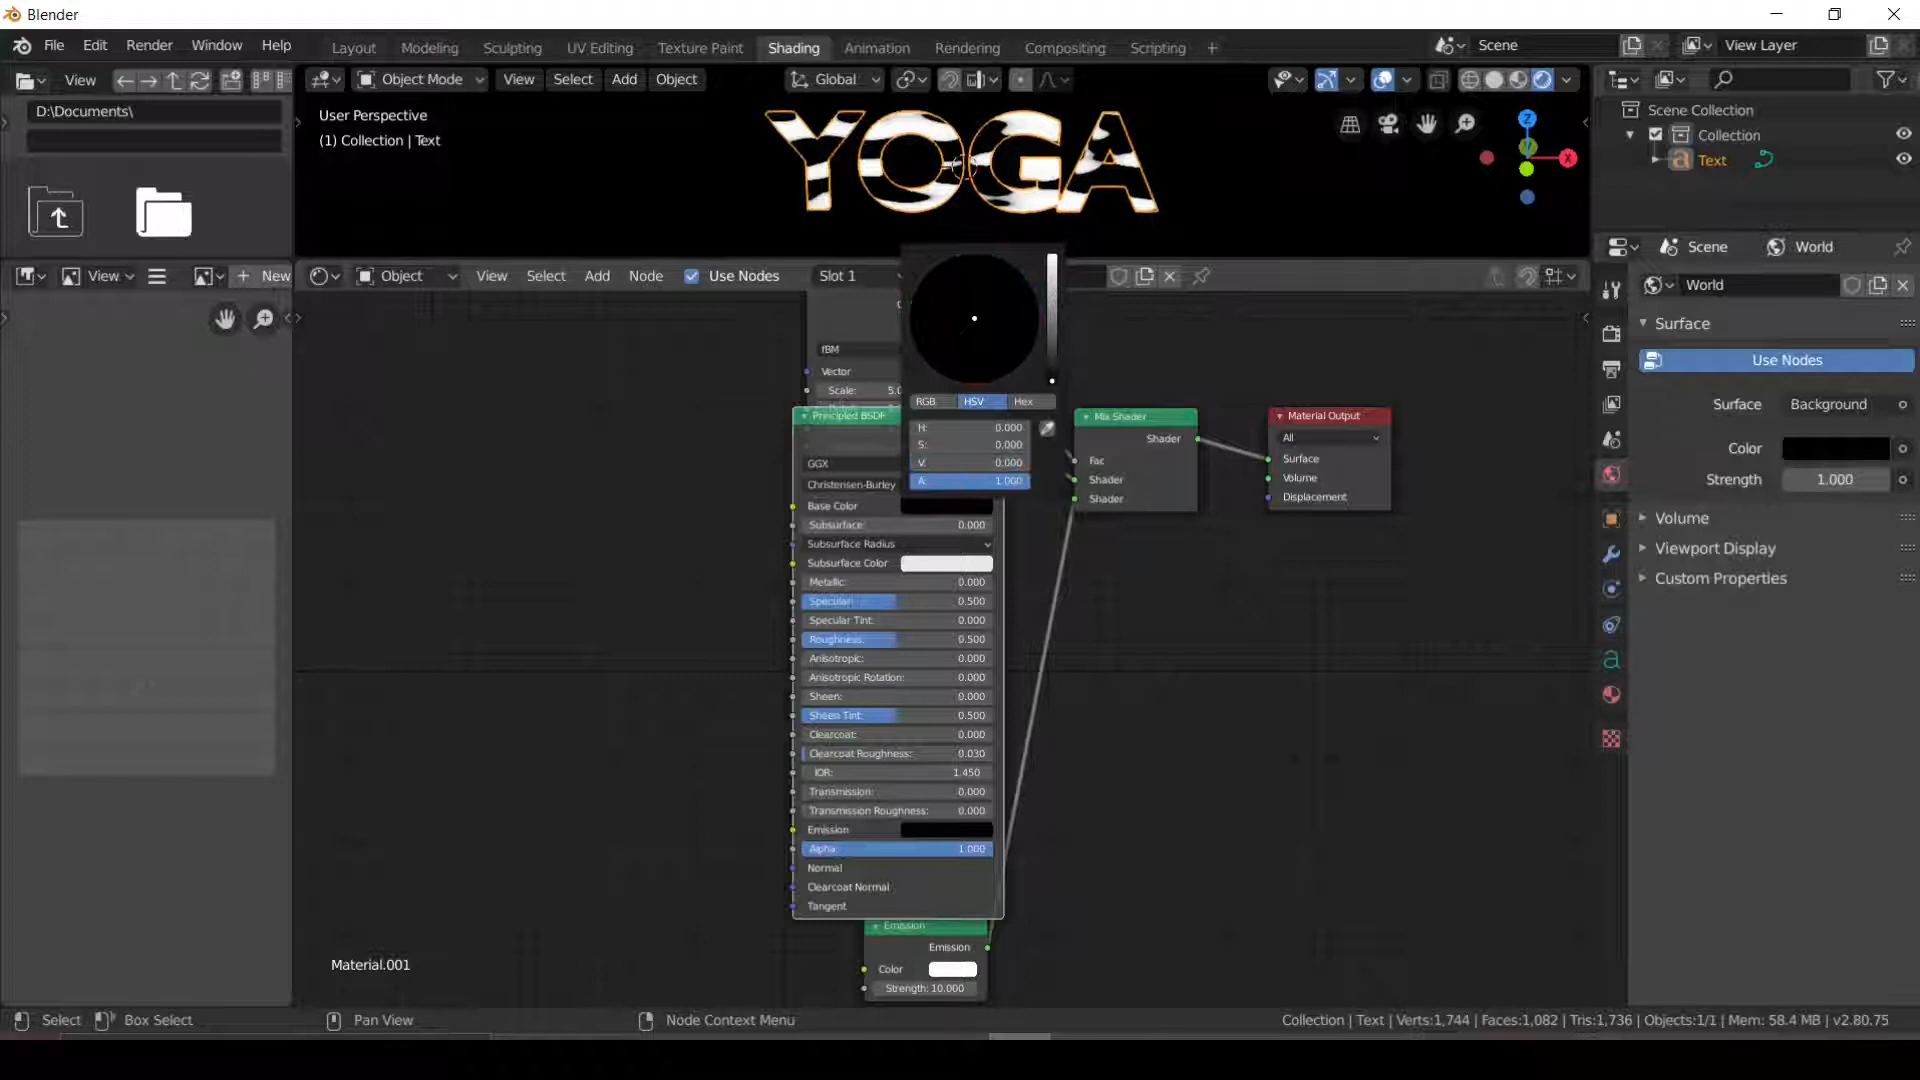 Blender
File Edit Render Window Help
Layout Modeling Sculpting UV Editing Texture Paint Shading Animation Rendering Compositing Scripting +
Scene
View Layer
View
Object Mode View Select Add Object
Global
D:\Documents\
User Perspective
(1) Collection | Text
YOGA
Z
X
Scene Collection
Collection
Text
View
+ New
Object View Select Add Node Use Nodes Slot 1
Scene World
World
Surface
Use Nodes
Surface Background
Color
Strength 1.000
Volume
Viewport Display
Custom Properties
fBM
Vector
Scale: 5.0
RGB HSV Hex
H: 0.000
S: 0.000
V: 0.000
A: 1.000
Principled BSDF
GGX
Christensen-Burley
Base Color
Subsurface: 0.000
Subsurface Radius
Subsurface Color
Metallic: 0.000
Specular: 0.500
Specular Tint: 0.000
Roughness: 0.500
Anisotropic: 0.000
Anisotropic Rotation: 0.000
Sheen: 0.000
Sheen Tint: 0.500
Clearcoat: 0.000
Clearcoat Roughness: 0.030
IOR: 1.450
Transmission: 0.000
Transmission Roughness: 0.000
Emission
Alpha: 1.000
Normal
Clearcoat Normal
Tangent
Mix Shader
Shader
Fac
Shader
Shader
Material Output
All
Surface
Volume
Displacement
Emission
Emission
Color
Strength: 10.000
Material.001
Select Box Select Pan View Node Context Menu
Collection | Text | Verts:1,744 | Faces:1,082 | Tris:1,736 | Objects:1/1 | Mem: 58.4 MB | v2.80.75